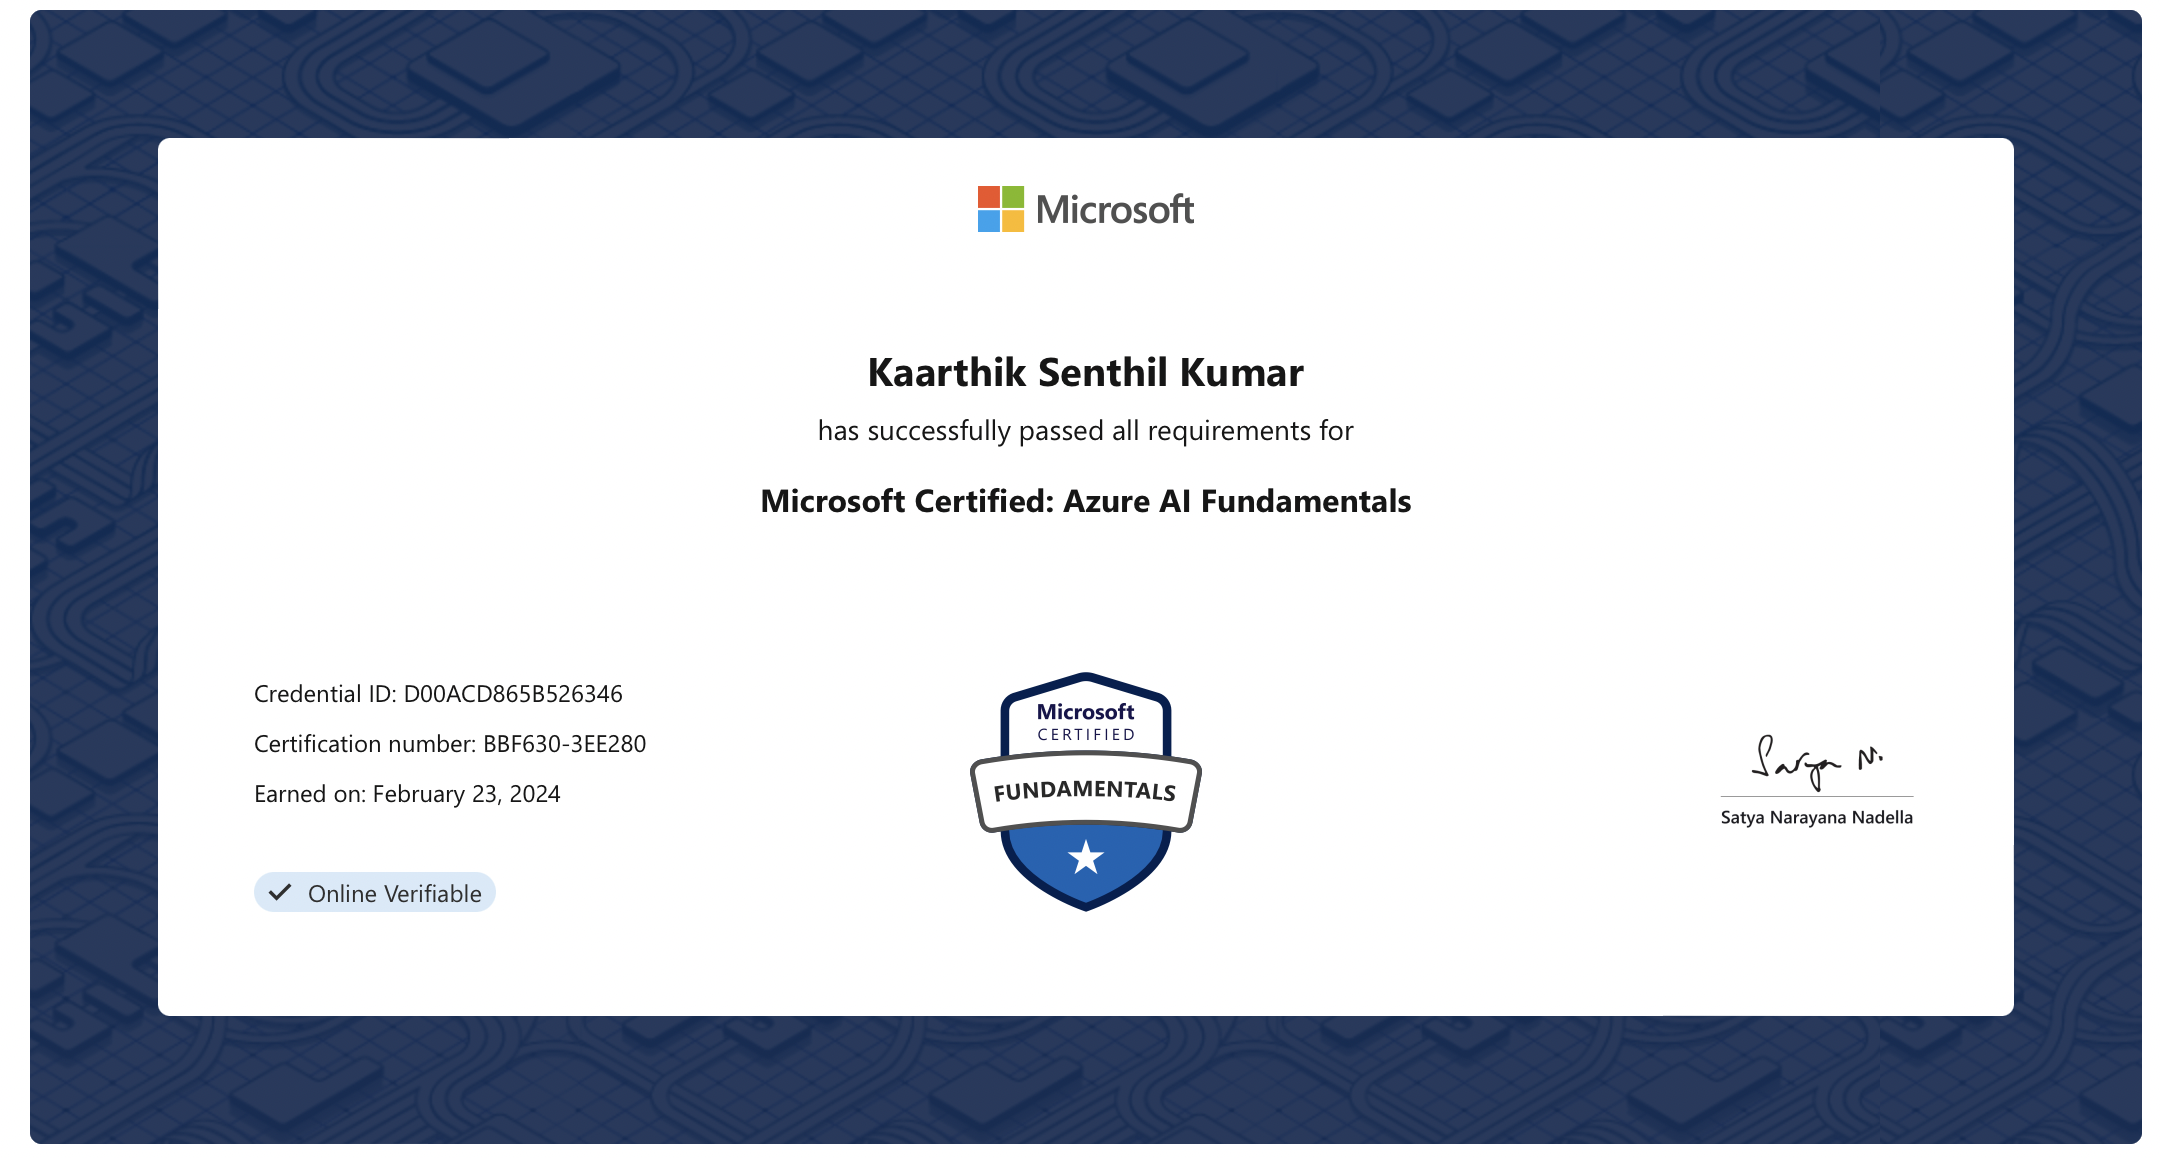 Microsoft
Kaarthik Senthil Kumar
has successfully passed all requirements for
Microsoft Certified: Azure AI Fundamentals
Credential ID: D00ACD865B526346
Certification number: BBF630-3EE280
Earned on: February 23, 2024
Online Verifiable
Microsoft
CERTIFIED
FUNDAMENTALS
Satya N.
Satya Narayana Nadella